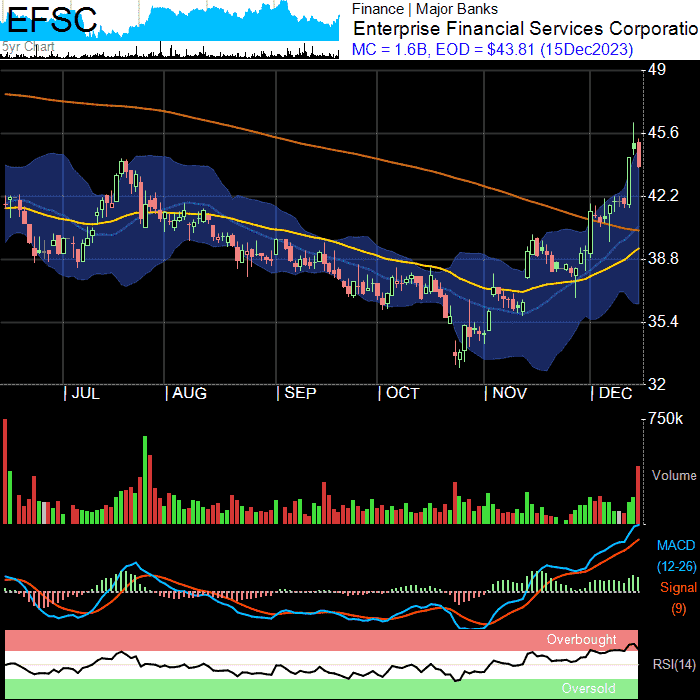 EFSC
5yr Chart
Finance | Major Banks
Enterprise Financial Services Corporatio
MC = 1.6B, EOD = $43.81 (15Dec2023)
49
45.6
42.2
38.8
35.4
32
| JUL | AUG | SEP | OCT | NOV | DEC
750k
Volume
MACD
(12-26)
Signal
(9)
Overbought
RSI(14)
Oversold